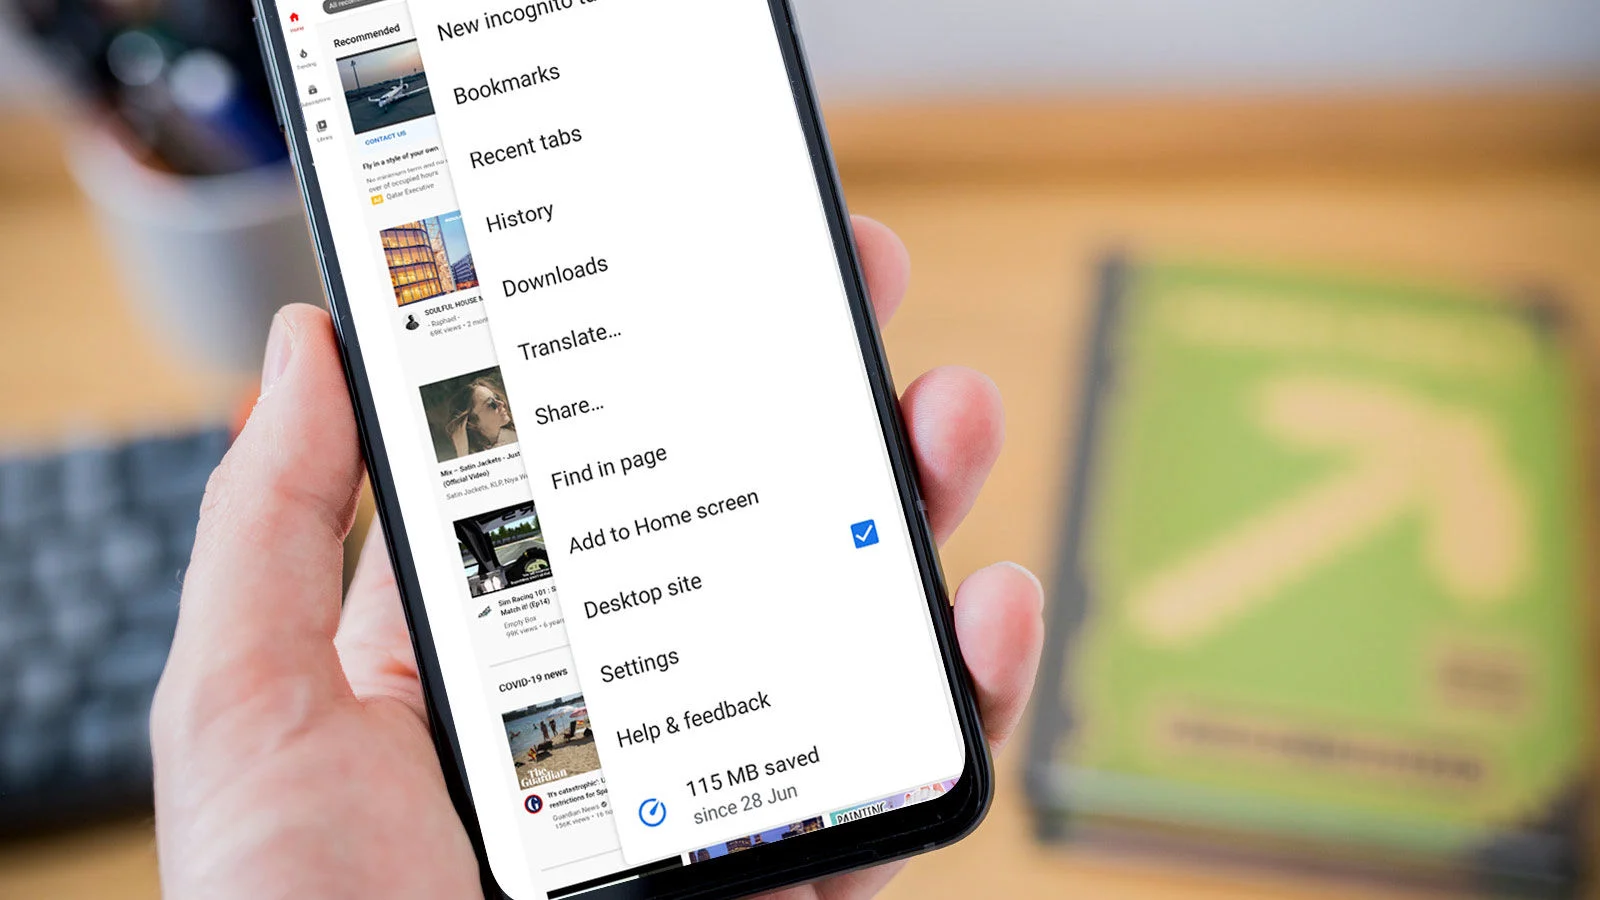 All recom
Home
Trending
Subscriptions
Library
Recommended
CONTACT US
Fly in a style of your own
No minimum term and no
over of occupied hours
Ad Qatar Executive
SOULFUL HOUSE M
- Raphael -
69K views • 2 mont
Mix – Satin Jackets - Just
(Official Video)
Satin Jackets, KLP, Niya W
Sim Racing 101 : S
Match it! (Ep14)
Empty Box
99K views • 6 years
COVID-19 news
The
Guardian
'It's catastrophic': U
restrictions for Spa
Guardian News
156K views • 16 ho
New incognito ta
Bookmarks
Recent tabs
History
Downloads
Translate...
Share...
Find in page
Add to Home screen
Desktop site
Settings
Help & feedback
115 MB saved
since 28 Jun
PAINTING